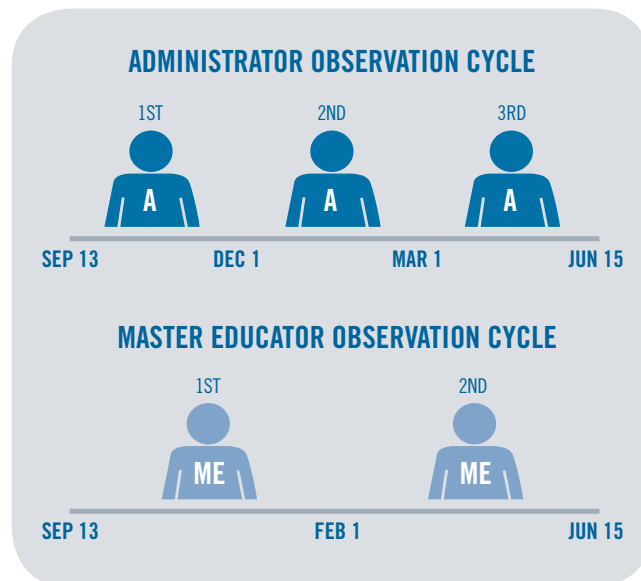 ADMINISTRATOR OBSERVATION CYCLE
1ST 2ND 3RD
A A A
SEP 13 DEC 1 MAR 1 JUN 15
MASTER EDUCATOR OBSERVATION CYCLE
1ST 2ND
ME ME
SEP 13 FEB 1 JUN 15